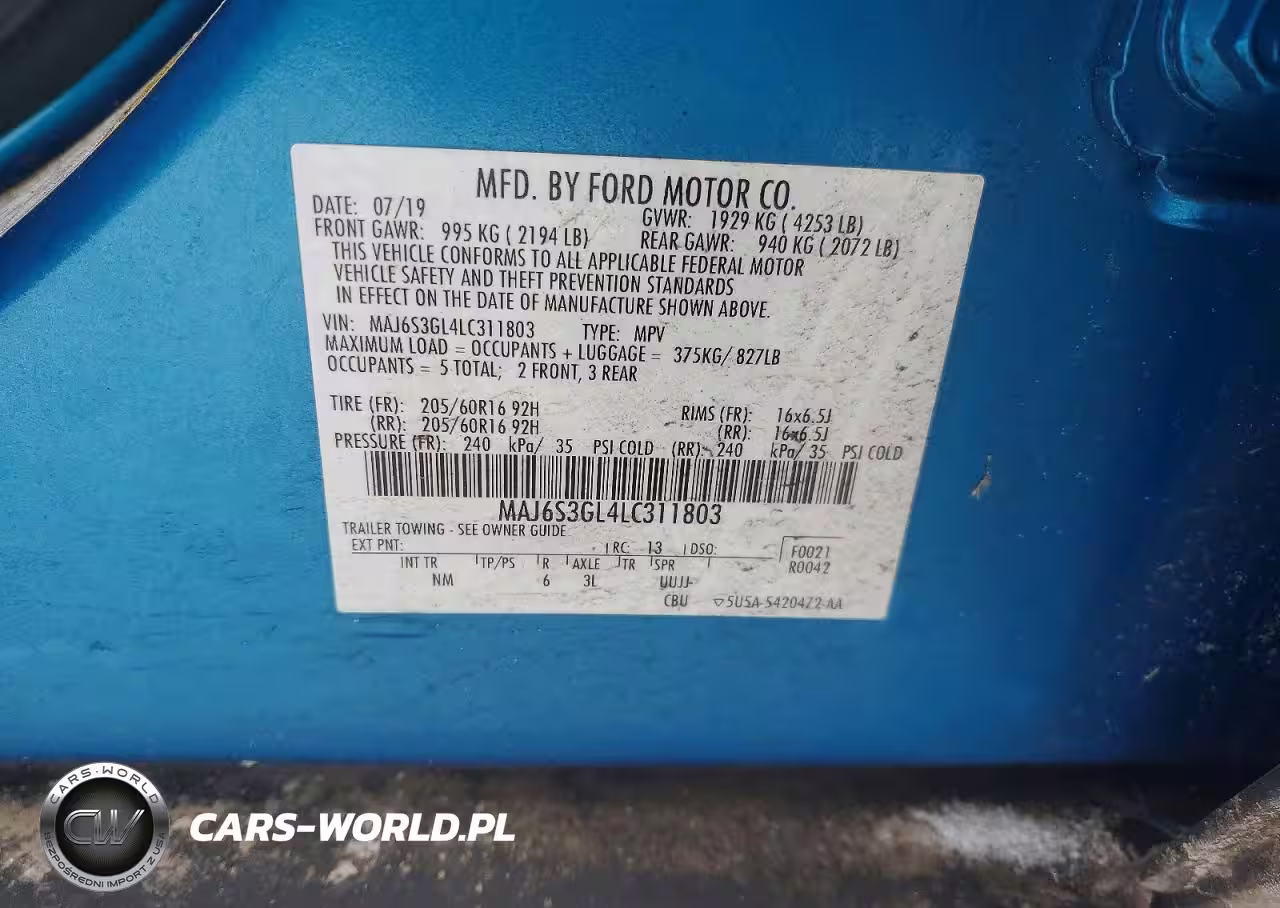 MFD. BY FORD MOTOR CO.
DATE: 07/19 GVWR: 1929 KG ( 4253 LB)
FRONT GAWR: 995 KG ( 2194 LB) REAR GAWR: 940 KG ( 2072 LB)
THIS VEHICLE CONFORMS TO ALL APPLICABLE FEDERAL MOTOR
VEHICLE SAFETY AND THEFT PREVENTION STANDARDS
IN EFFECT ON THE DATE OF MANUFACTURE SHOWN ABOVE.
VIN: MAJ6S3GL4LC311803 TYPE: MPV
MAXIMUM LOAD = OCCUPANTS + LUGGAGE = 375KG/ 827LB
OCCUPANTS = 5 TOTAL; 2 FRONT, 3 REAR
TIRE (FR): 205/60R16 92H RIMS (FR): 16x6.5J
(RR): 205/60R16 92H (RR): 16x6.5J
PRESSURE (FR): 240 kPa/ 35 PSI COLD (RR): 240 kPa/ 35 PSI COLD
MAJ6S3GL4LC311803
TRAILER TOWING - SEE OWNER GUIDE
EXT PNT: RC: 13 DSO: F0021
INT TR TP/PS R AXLE TR SPR R0042
NM 6 3L UUJJ-
CBU 5U5A-5420472-AA
CARS-WORLD
CW
BEZPOŚREDNI IMPORT Z USA
CARS-WORLD.PL